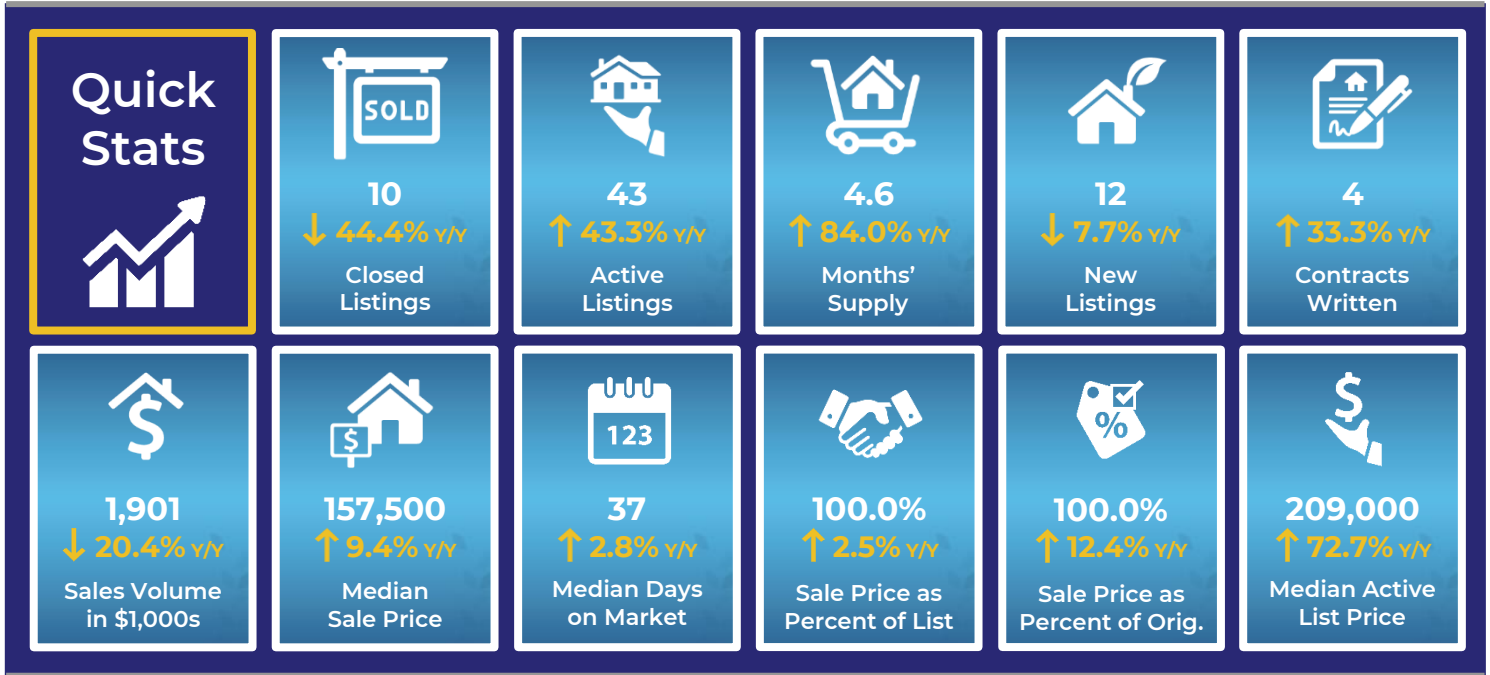 Quick
Stats
SOLD
10
↓ 44.4% Y/Y
Closed
Listings
43
↑ 43.3% Y/Y
Active
Listings
4.6
↑ 84.0% Y/Y
Months’
Supply
12
↓ 7.7% Y/Y
New
Listings
4
↑ 33.3% Y/Y
Contracts
Written
$
1,901
↓ 20.4% Y/Y
Sales Volume
in $1,000s
$
157,500
↑ 9.4% Y/Y
Median
Sale Price
123
37
↑ 2.8% Y/Y
Median Days
on Market
100.0%
↑ 2.5% Y/Y
Sale Price as
Percent of List
%
100.0%
↑ 12.4% Y/Y
Sale Price as
Percent of Orig.
$
209,000
↑ 72.7% Y/Y
Median Active
List Price